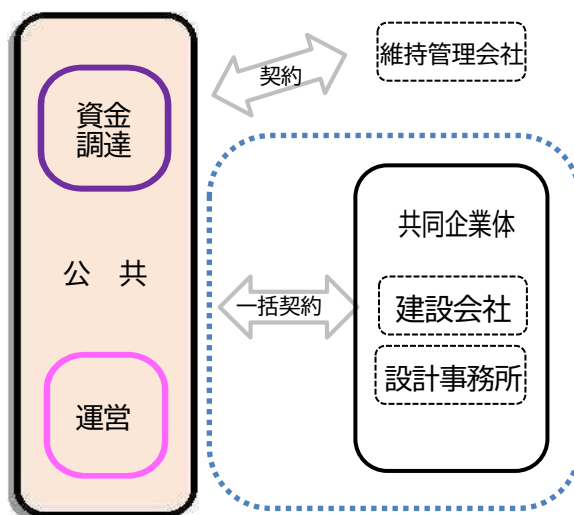 資金
調達
公　共
運営
契約
維持管理会社
一括契約
共同企業体
建設会社
設計事務所